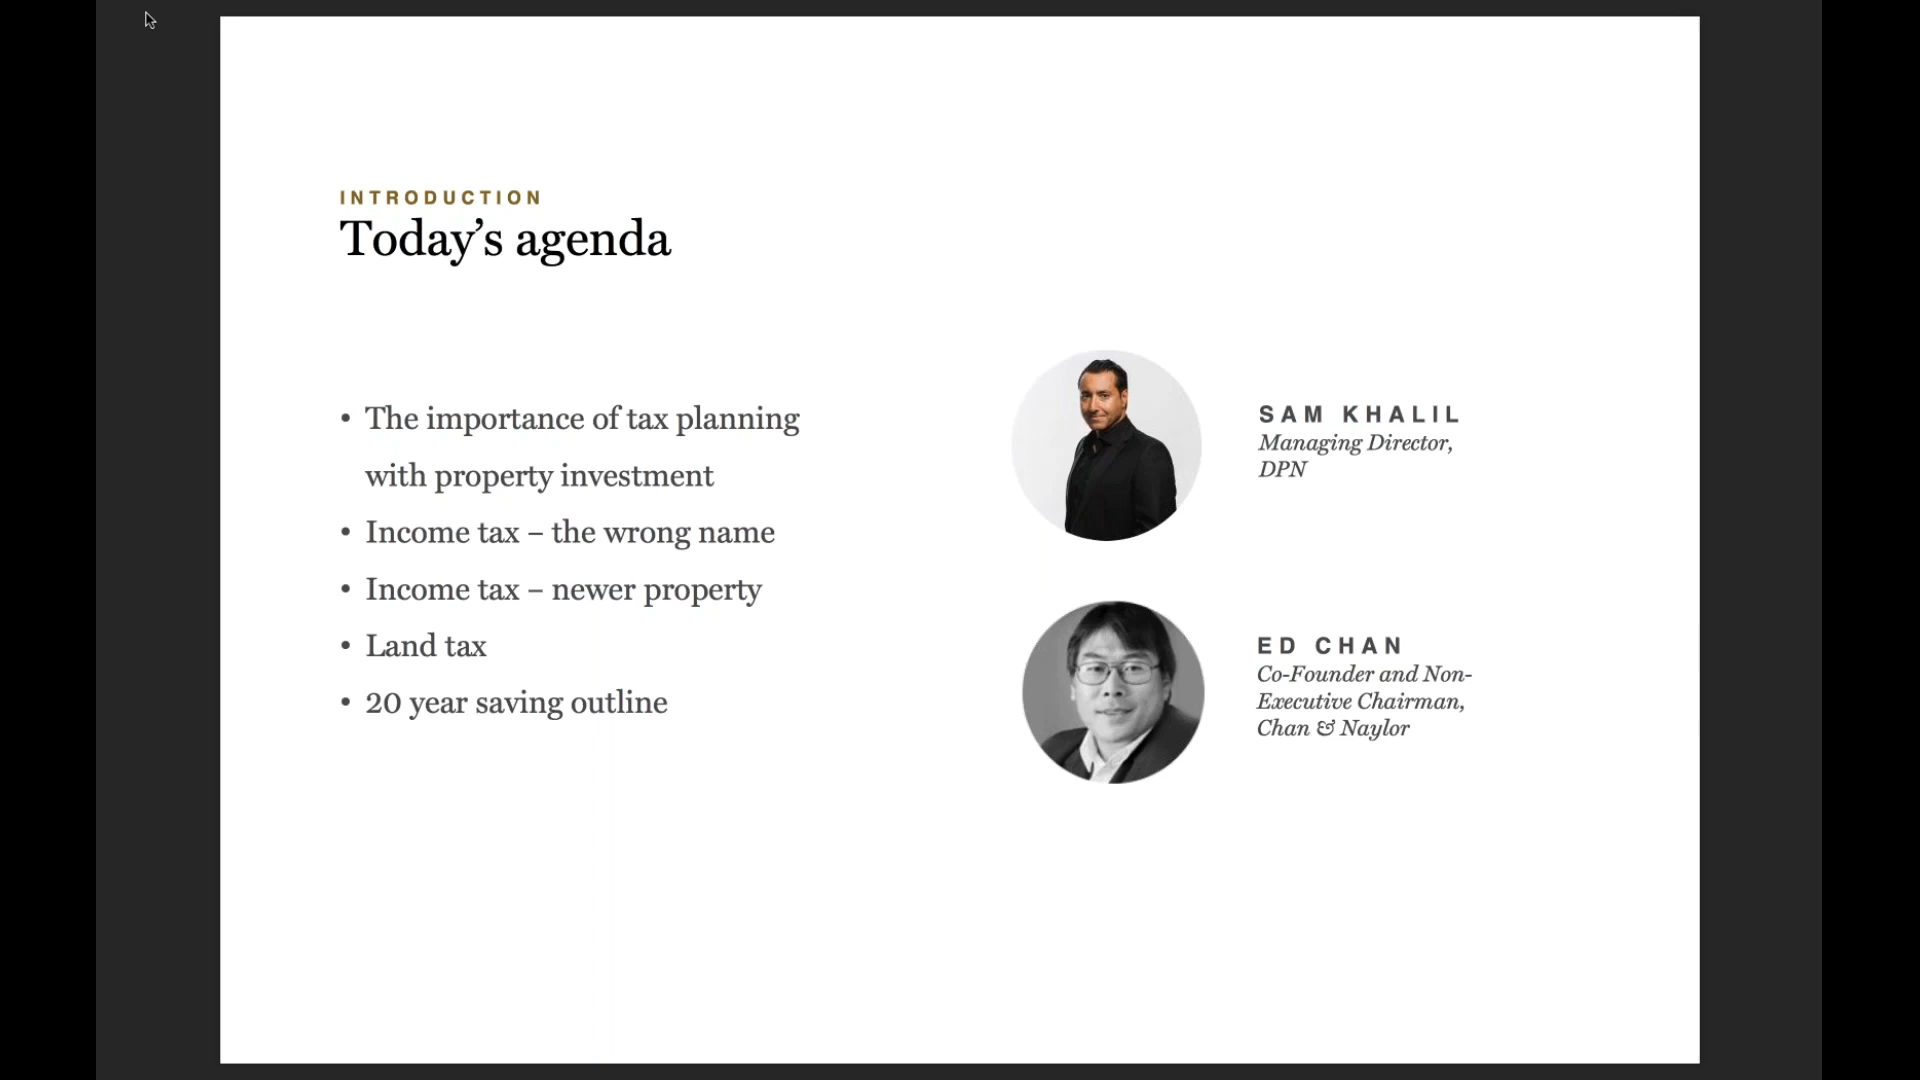 INTRODUCTION
Today’s agenda
• The importance of tax planning
with property investment
• Income tax – the wrong name
• Income tax – newer property
• Land tax
• 20 year saving outline
SAM KHALIL
Managing Director,
DPN
ED CHAN
Co-Founder and Non-
Executive Chairman,
Chan & Naylor